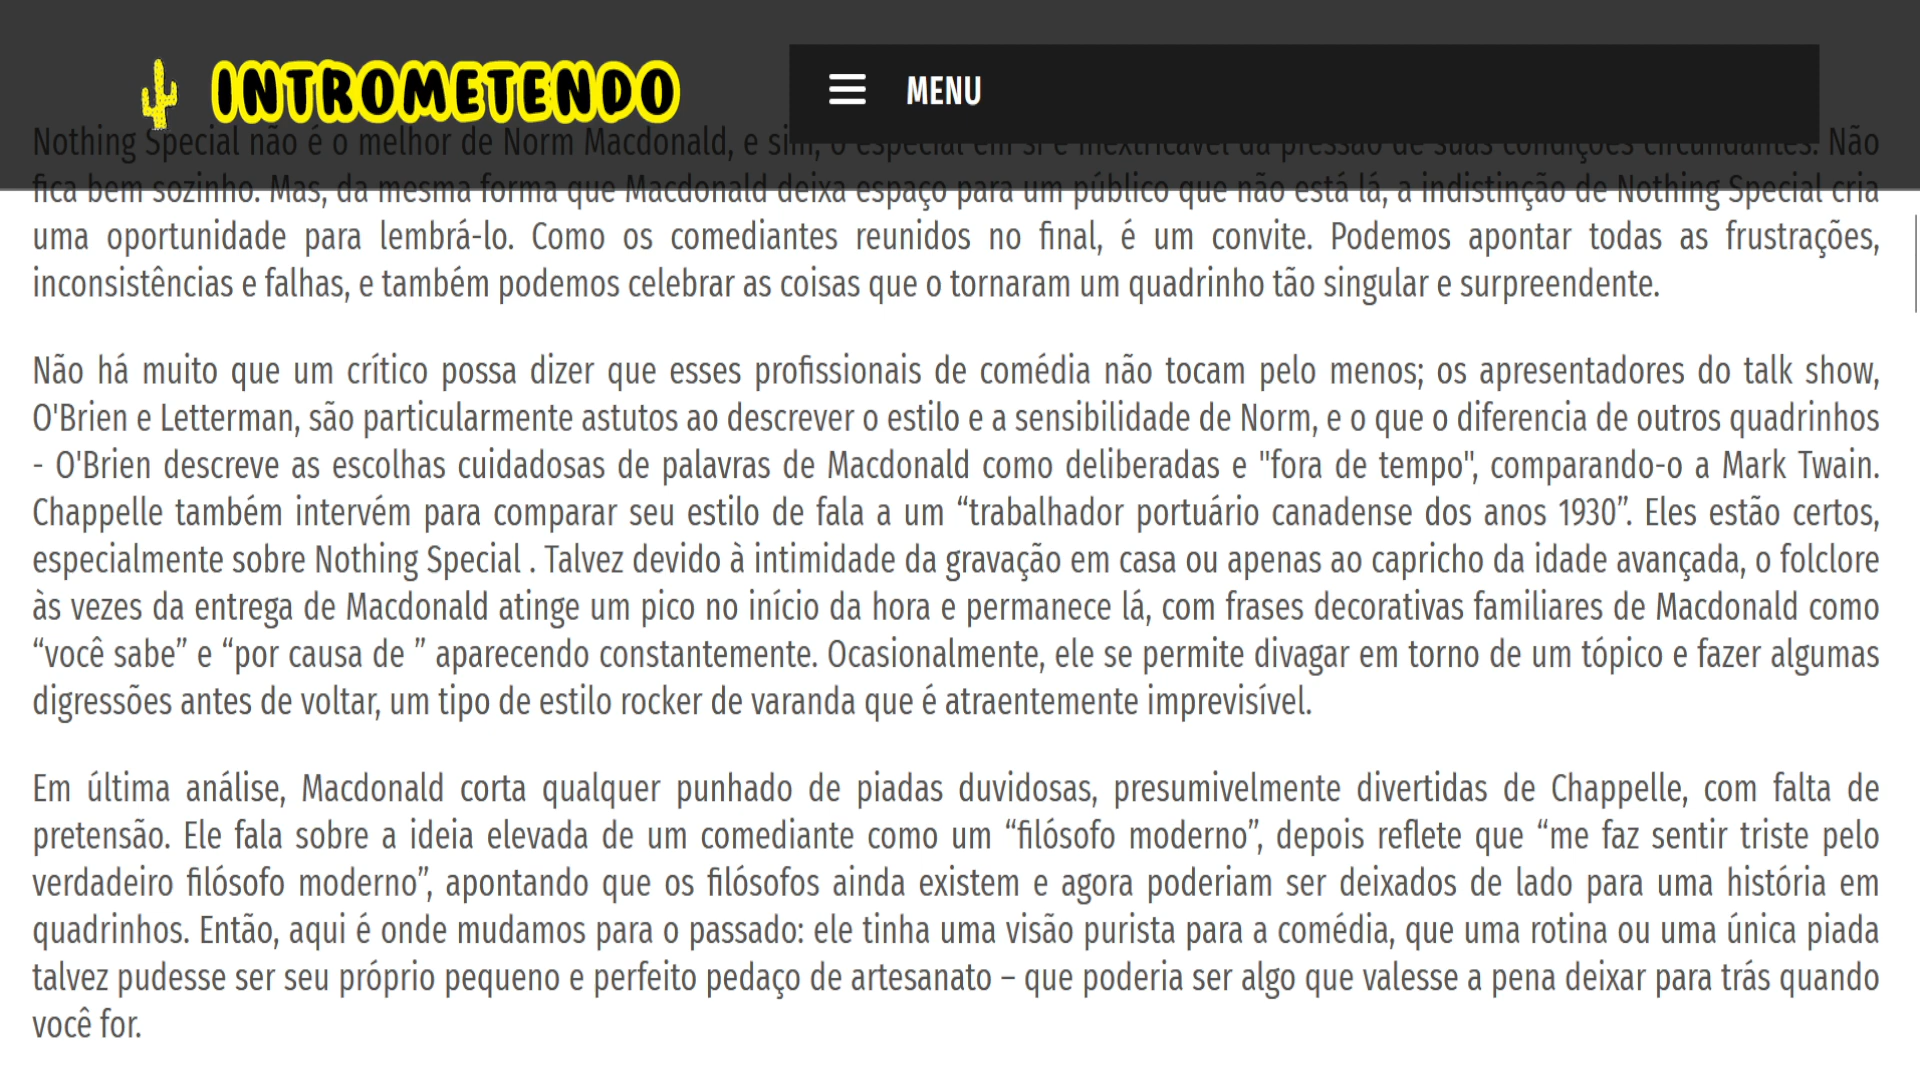 INTROMETENDO
MENU
Nothing Special não é o melhor de Norm Macdonald, e sim, o especial em si é inextricável da pressão de suas condições circundantes. Não
fica bem sozinho. Mas, da mesma forma que Macdonald deixa espaço para um público que não está lá, a indistinção de Nothing Special cria
uma oportunidade para lembrá-lo. Como os comediantes reunidos no final, é um convite. Podemos apontar todas as frustrações,
inconsistências e falhas, e também podemos celebrar as coisas que o tornaram um quadrinho tão singular e surpreendente.
Não há muito que um crítico possa dizer que esses profissionais de comédia não tocam pelo menos; os apresentadores do talk show,
O'Brien e Letterman, são particularmente astutos ao descrever o estilo e a sensibilidade de Norm, e o que o diferencia de outros quadrinhos
- O'Brien descreve as escolhas cuidadosas de palavras de Macdonald como deliberadas e "fora de tempo", comparando-o a Mark Twain.
Chappelle também intervém para comparar seu estilo de fala a um “trabalhador portuário canadense dos anos 1930”. Eles estão certos,
especialmente sobre Nothing Special . Talvez devido à intimidade da gravação em casa ou apenas ao capricho da idade avançada, o folclore
às vezes da entrega de Macdonald atinge um pico no início da hora e permanece lá, com frases decorativas familiares de Macdonald como
“você sabe” e “por causa de ” aparecendo constantemente. Ocasionalmente, ele se permite divagar em torno de um tópico e fazer algumas
digressões antes de voltar, um tipo de estilo rocker de varanda que é atraentemente imprevisível.
Em última análise, Macdonald corta qualquer punhado de piadas duvidosas, presumivelmente divertidas de Chappelle, com falta de
pretensão. Ele fala sobre a ideia elevada de um comediante como um “filósofo moderno”, depois reflete que “me faz sentir triste pelo
verdadeiro filósofo moderno”, apontando que os filósofos ainda existem e agora poderiam ser deixados de lado para uma história em
quadrinhos. Então, aqui é onde mudamos para o passado: ele tinha uma visão purista para a comédia, que uma rotina ou uma única piada
talvez pudesse ser seu próprio pequeno e perfeito pedaço de artesanato – que poderia ser algo que valesse a pena deixar para trás quando
você for.